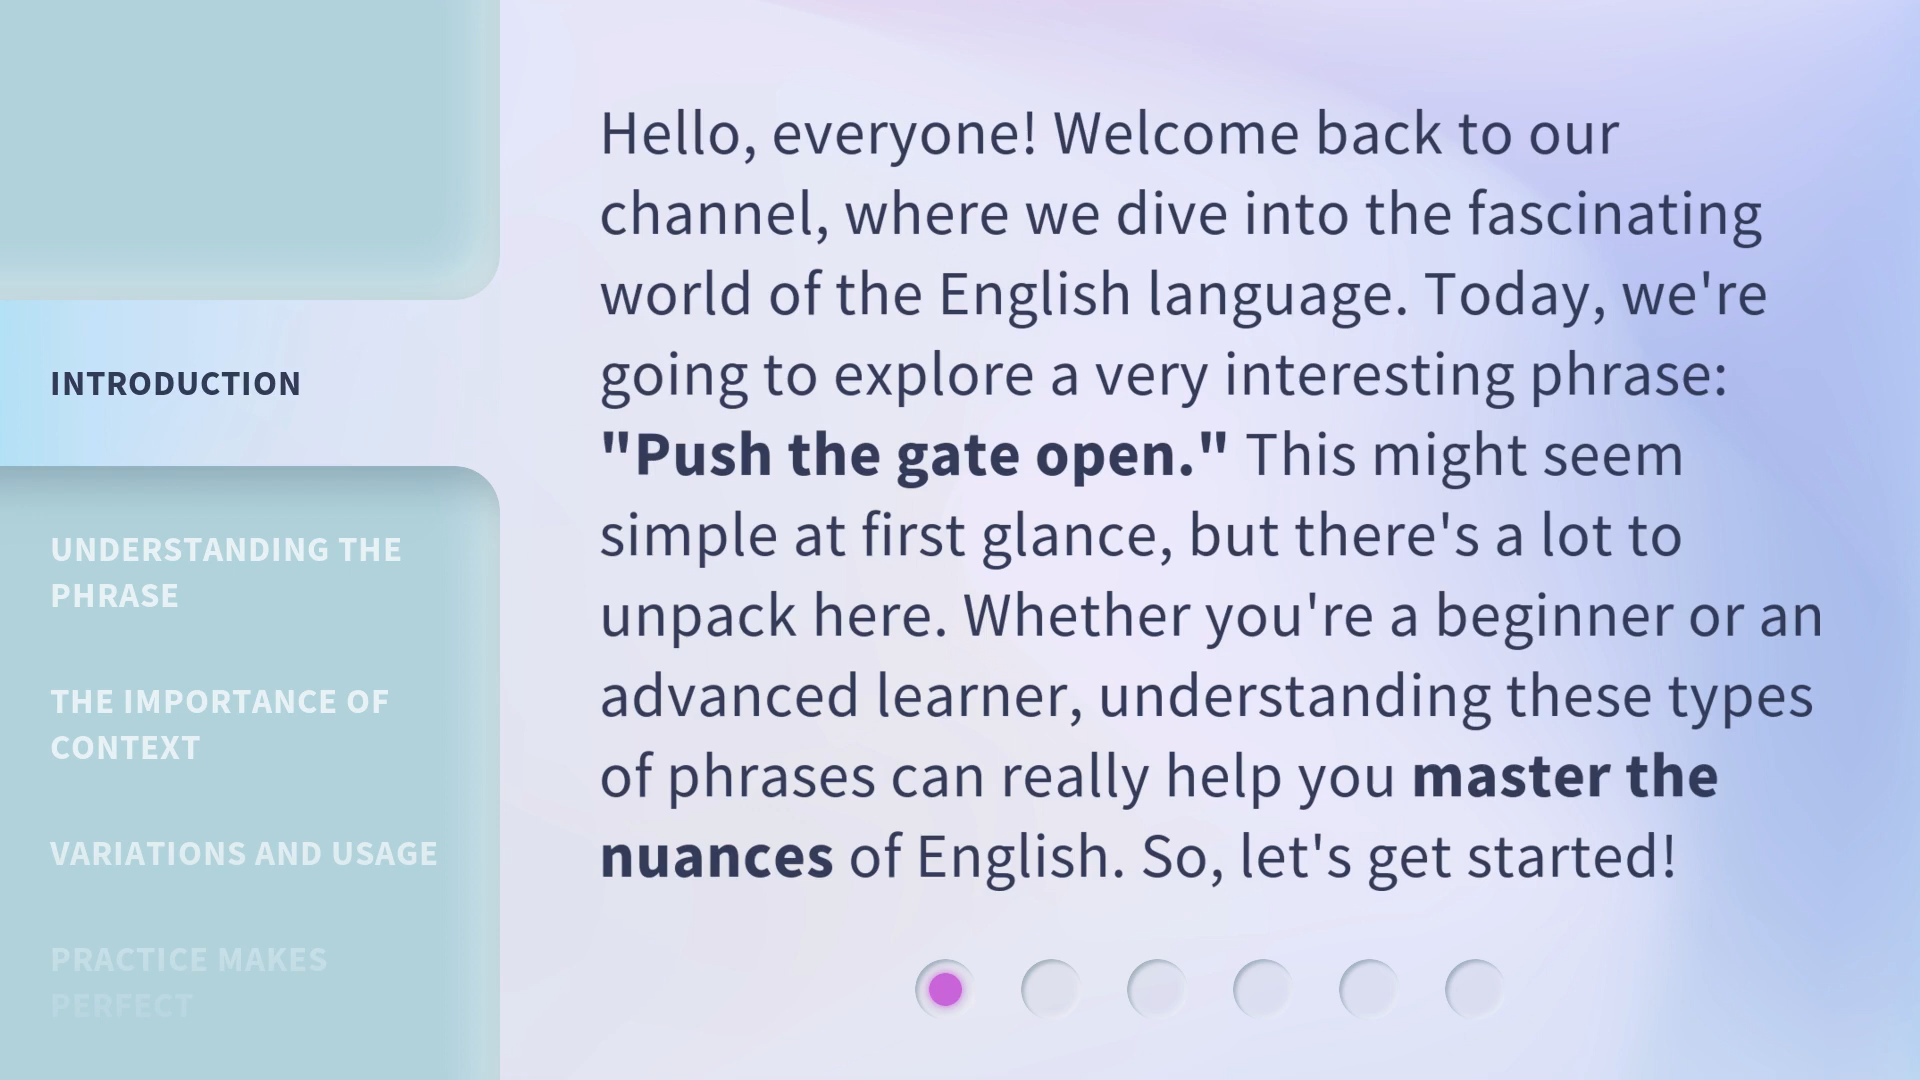 INTRODUCTION
UNDERSTANDING THE
PHRASE
THE IMPORTANCE OF
CONTEXT
VARIATIONS AND USAGE
PRACTICE MAKES
PERFECT
Hello, everyone! Welcome back to our
channel, where we dive into the fascinating
world of the English language. Today, we're
going to explore a very interesting phrase:
"Push the gate open." This might seem
simple at first glance, but there's a lot to
unpack here. Whether you're a beginner or an
advanced learner, understanding these types
of phrases can really help you master the
nuances of English. So, let's get started!